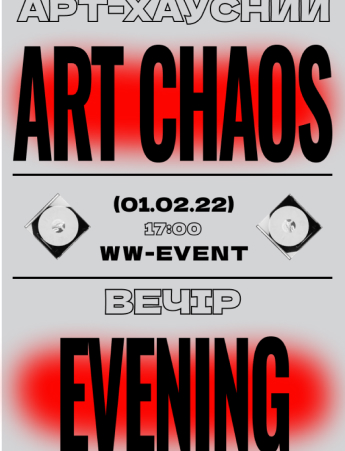 АРТ-ХАУСНИЙ
ART CHAOS
(01.02.22)
17:00
WW-EVENT
ВЕЧІР
EVENING